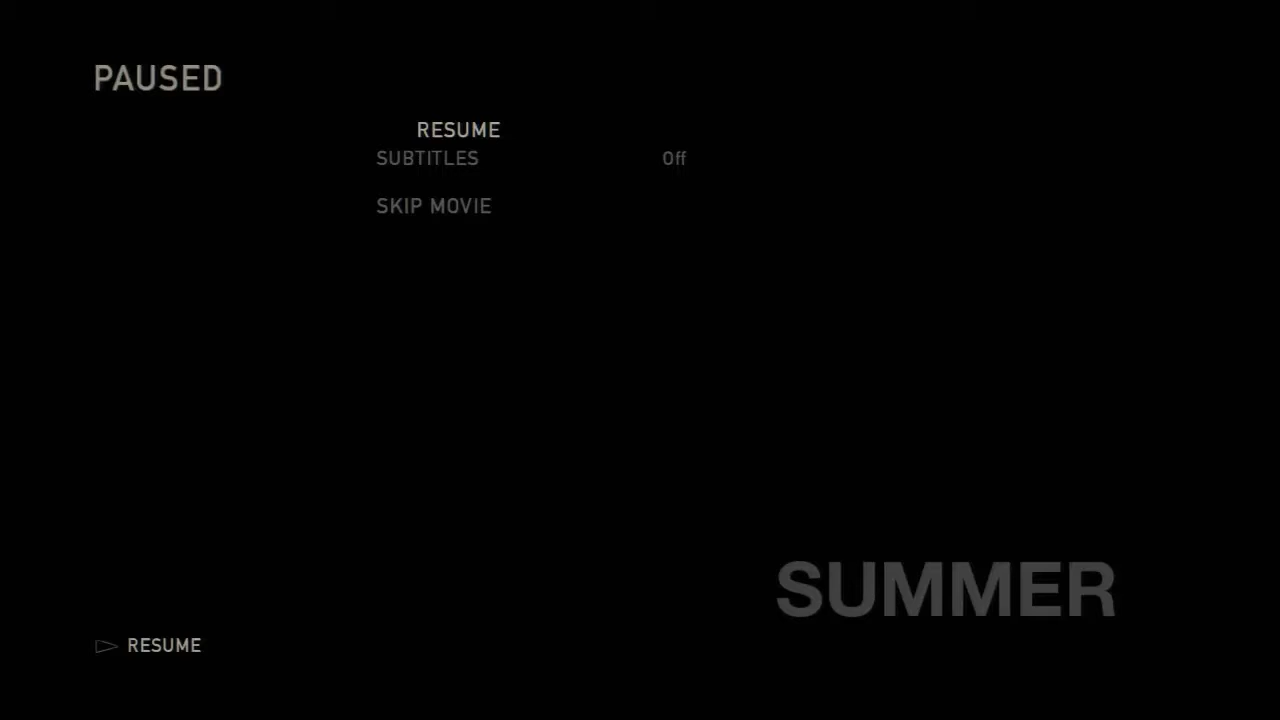 PAUSED
RESUME
SUBTITLES Off
SKIP MOVIE
SUMMER
RESUME